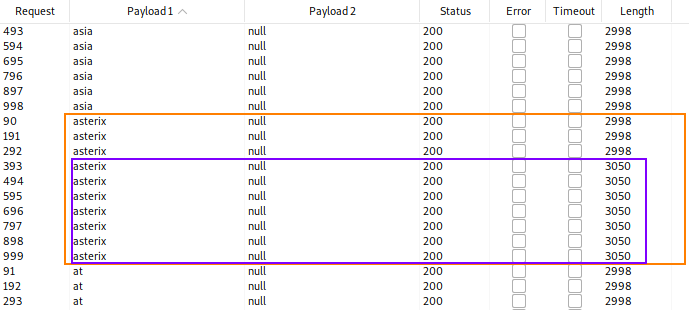 Request Payload 1 Payload 2 Status Error Timeout Length
493 asia null 200 2998
594 asia null 200 2998
695 asia null 200 2998
796 asia null 200 2998
897 asia null 200 2998
998 asia null 200 2998
90 asterix null 200 2998
191 asterix null 200 2998
292 asterix null 200 2998
393 asterix null 200 3050
494 asterix null 200 3050
595 asterix null 200 3050
696 asterix null 200 3050
797 asterix null 200 3050
898 asterix null 200 3050
999 asterix null 200 3050
91 at null 200 2998
192 at null 200 2998
293 at null 200 2998